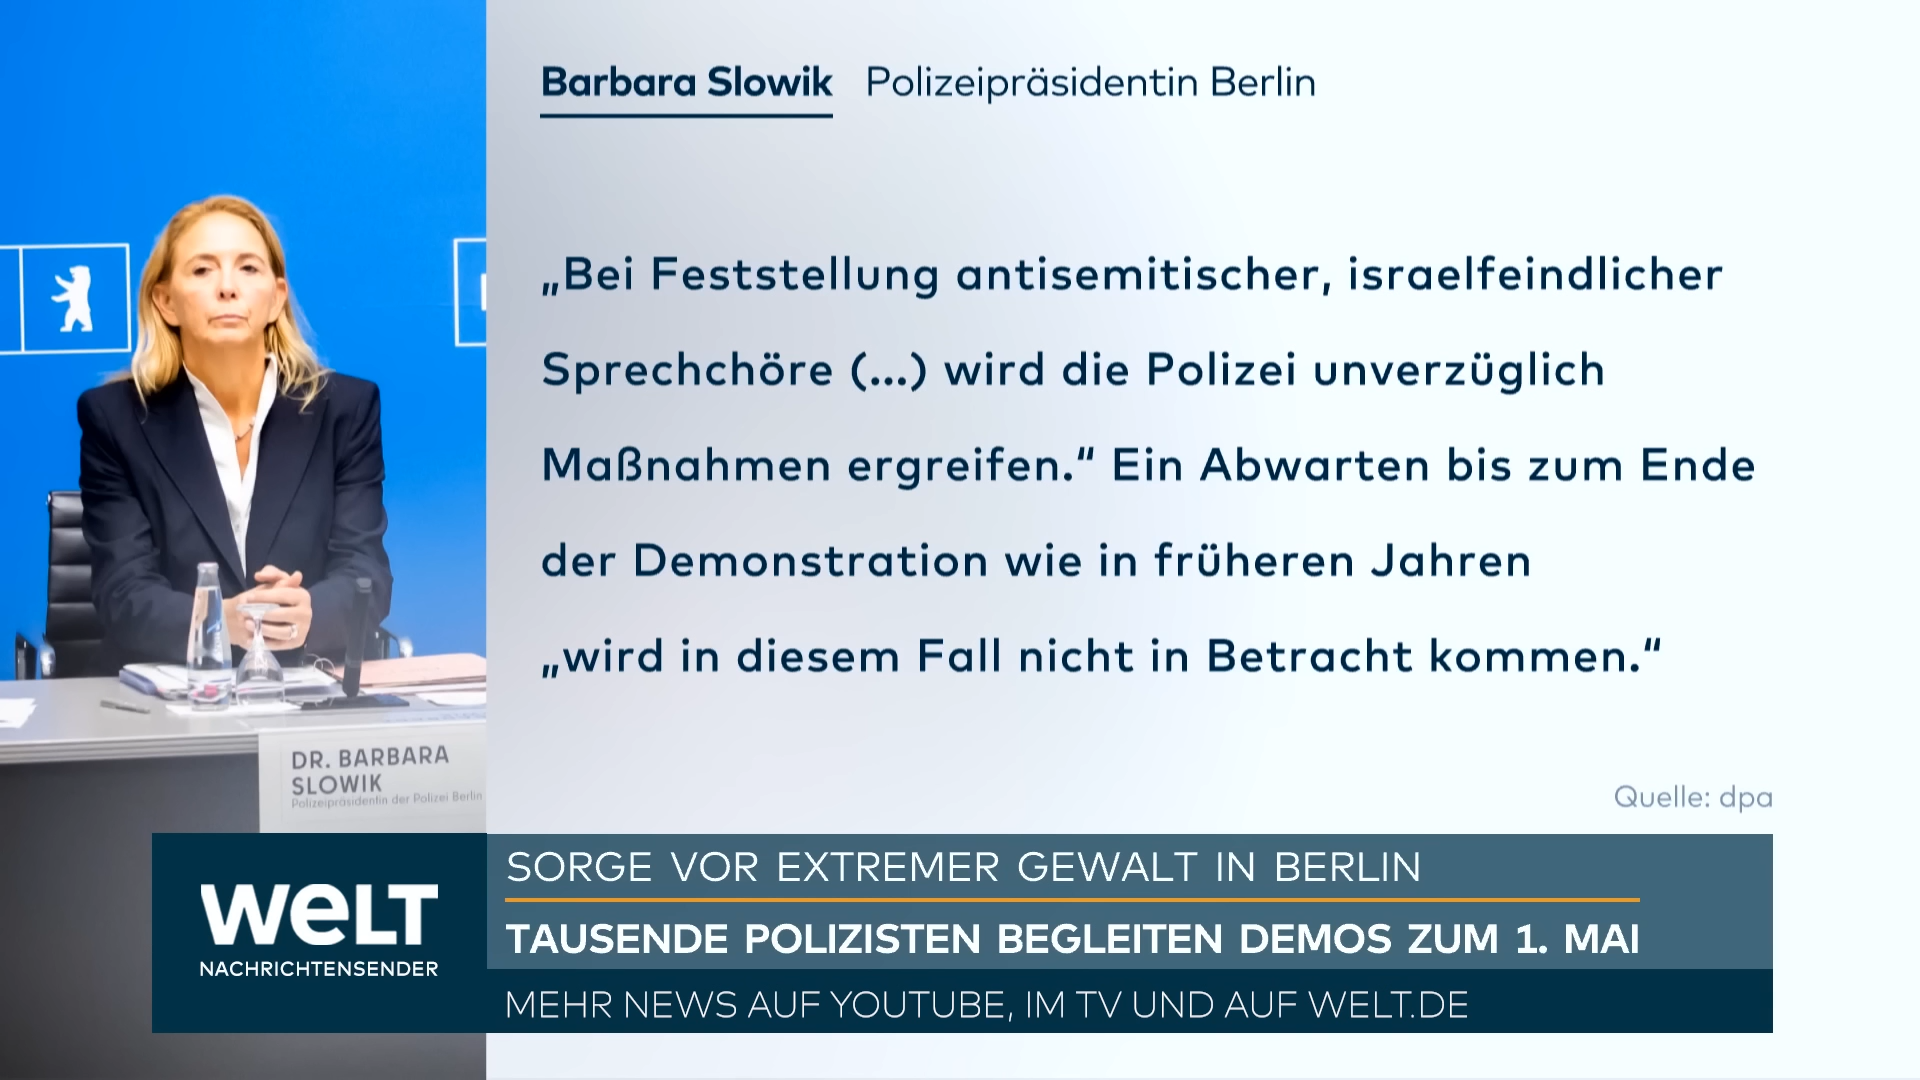 Barbara Slowik Polizeipräsidentin Berlin
„Bei Feststellung antisemitischer, israelfeindlicher
Sprechchöre (...) wird die Polizei unverzüglich
Maßnahmen ergreifen.“ Ein Abwarten bis zum Ende
der Demonstration wie in früheren Jahren
„wird in diesem Fall nicht in Betracht kommen.“
DR. BARBARA
SLOWIK
Polizeipräsidentin der Polizei Berlin
Quelle: dpa
WELT
NACHRICHTENSENDER
SORGE VOR EXTREMER GEWALT IN BERLIN
TAUSENDE POLIZISTEN BEGLEITEN DEMOS ZUM 1. MAI
MEHR NEWS AUF YOUTUBE, IM TV UND AUF WELT.DE